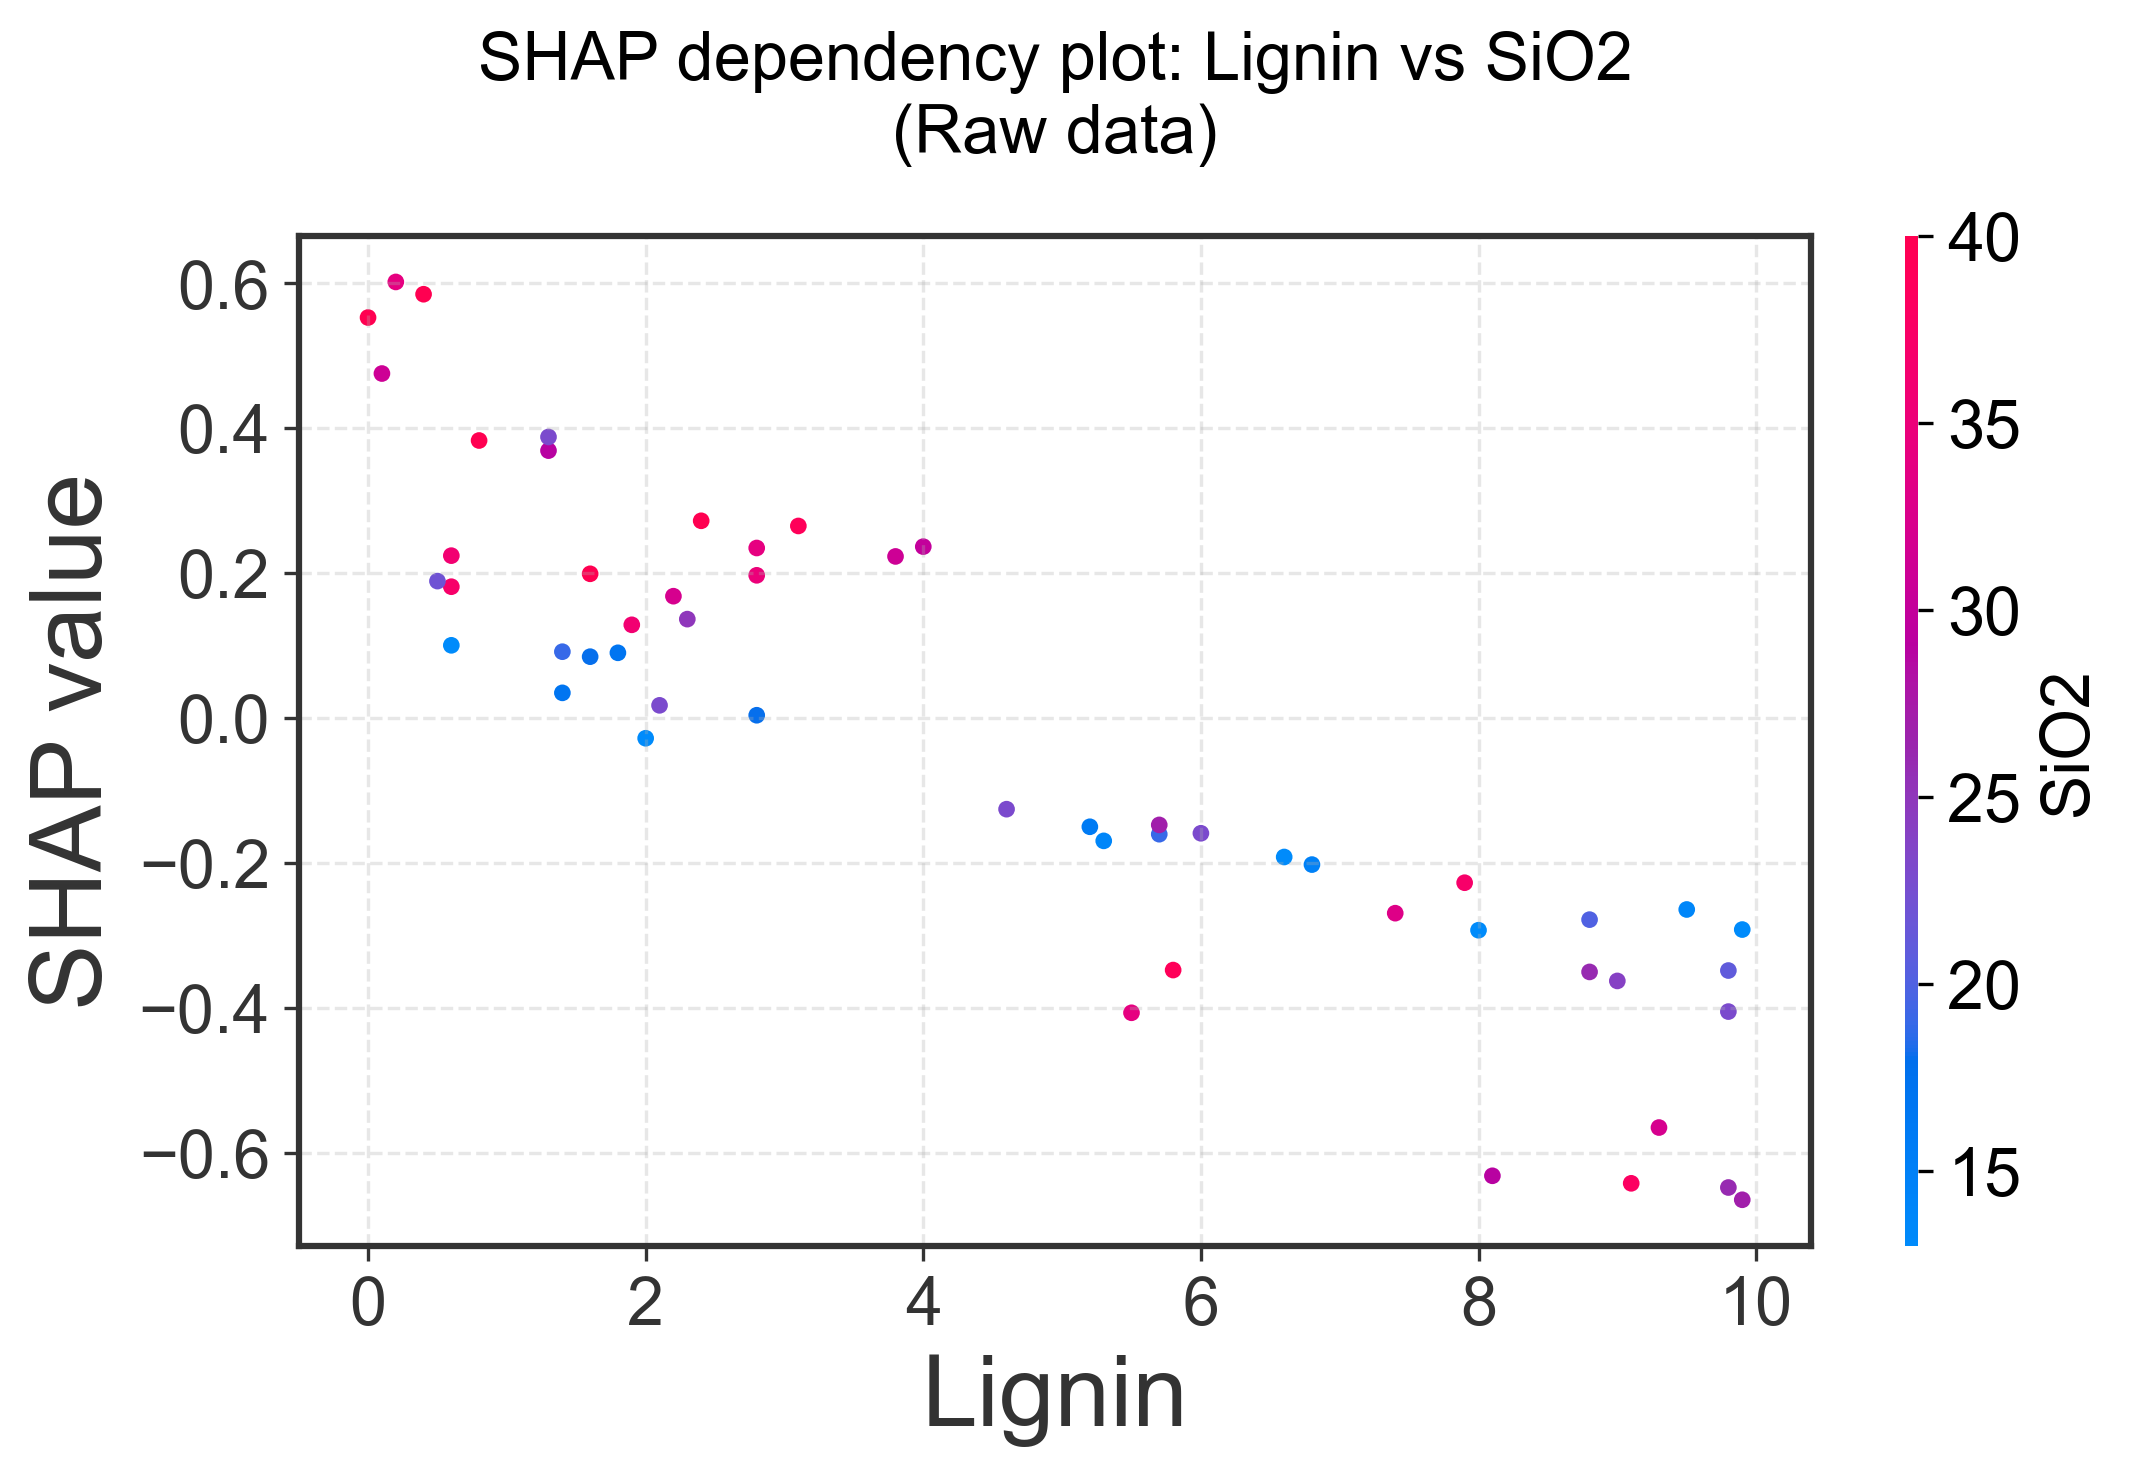 SHAP dependency plot: Lignin vs SiO2
(Raw data)
SHAP value
0.6
0.4
0.2
0.0
−0.2
−0.4
−0.6
0 2 4 6 8 10
Lignin
40
35
30
25
20
15
SiO2